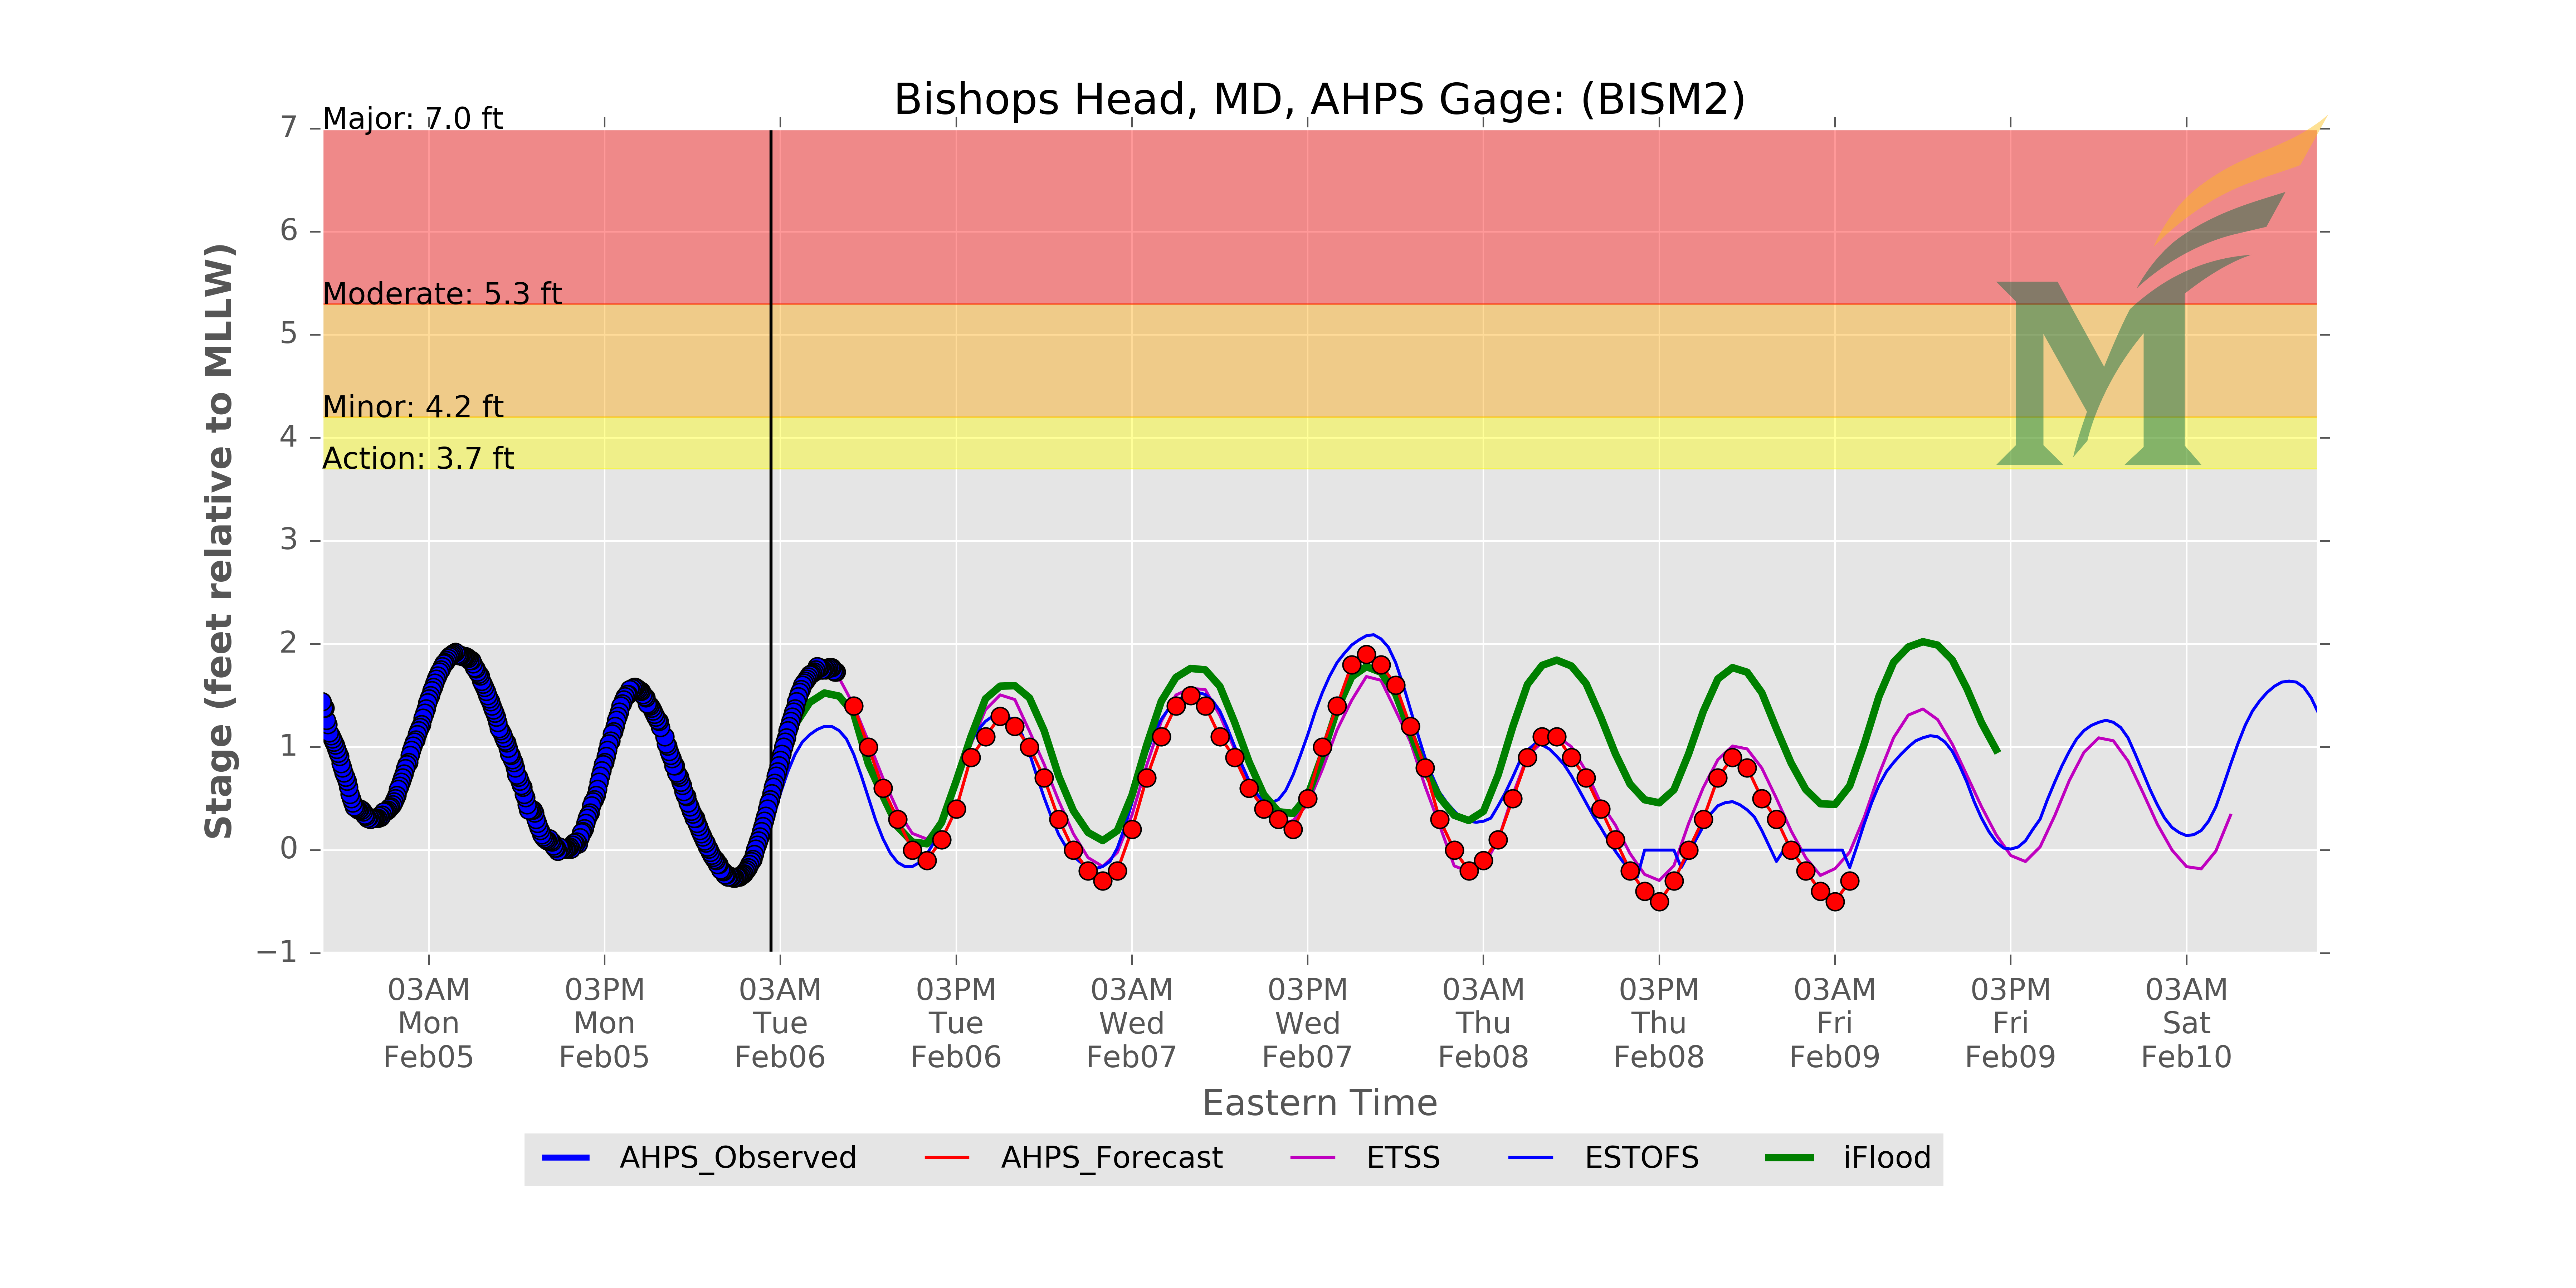 Bishops Head, MD, AHPS Gage: (BISM2)
Major: 7.0 ft
Moderate: 5.3 ft
Minor: 4.2 ft
Action: 3.7 ft
7
6
5
4
3
2
1
0
−1
Stage (feet relative to MLLW)
M
03AM Mon Feb05
03PM Mon Feb05
03AM Tue Feb06
03PM Tue Feb06
03AM Wed Feb07
03PM Wed Feb07
03AM Thu Feb08
03PM Thu Feb08
03AM Fri Feb09
03PM Fri Feb09
03AM Sat Feb10
Eastern Time
AHPS_Observed
AHPS_Forecast
ETSS
ESTOFS
iFlood